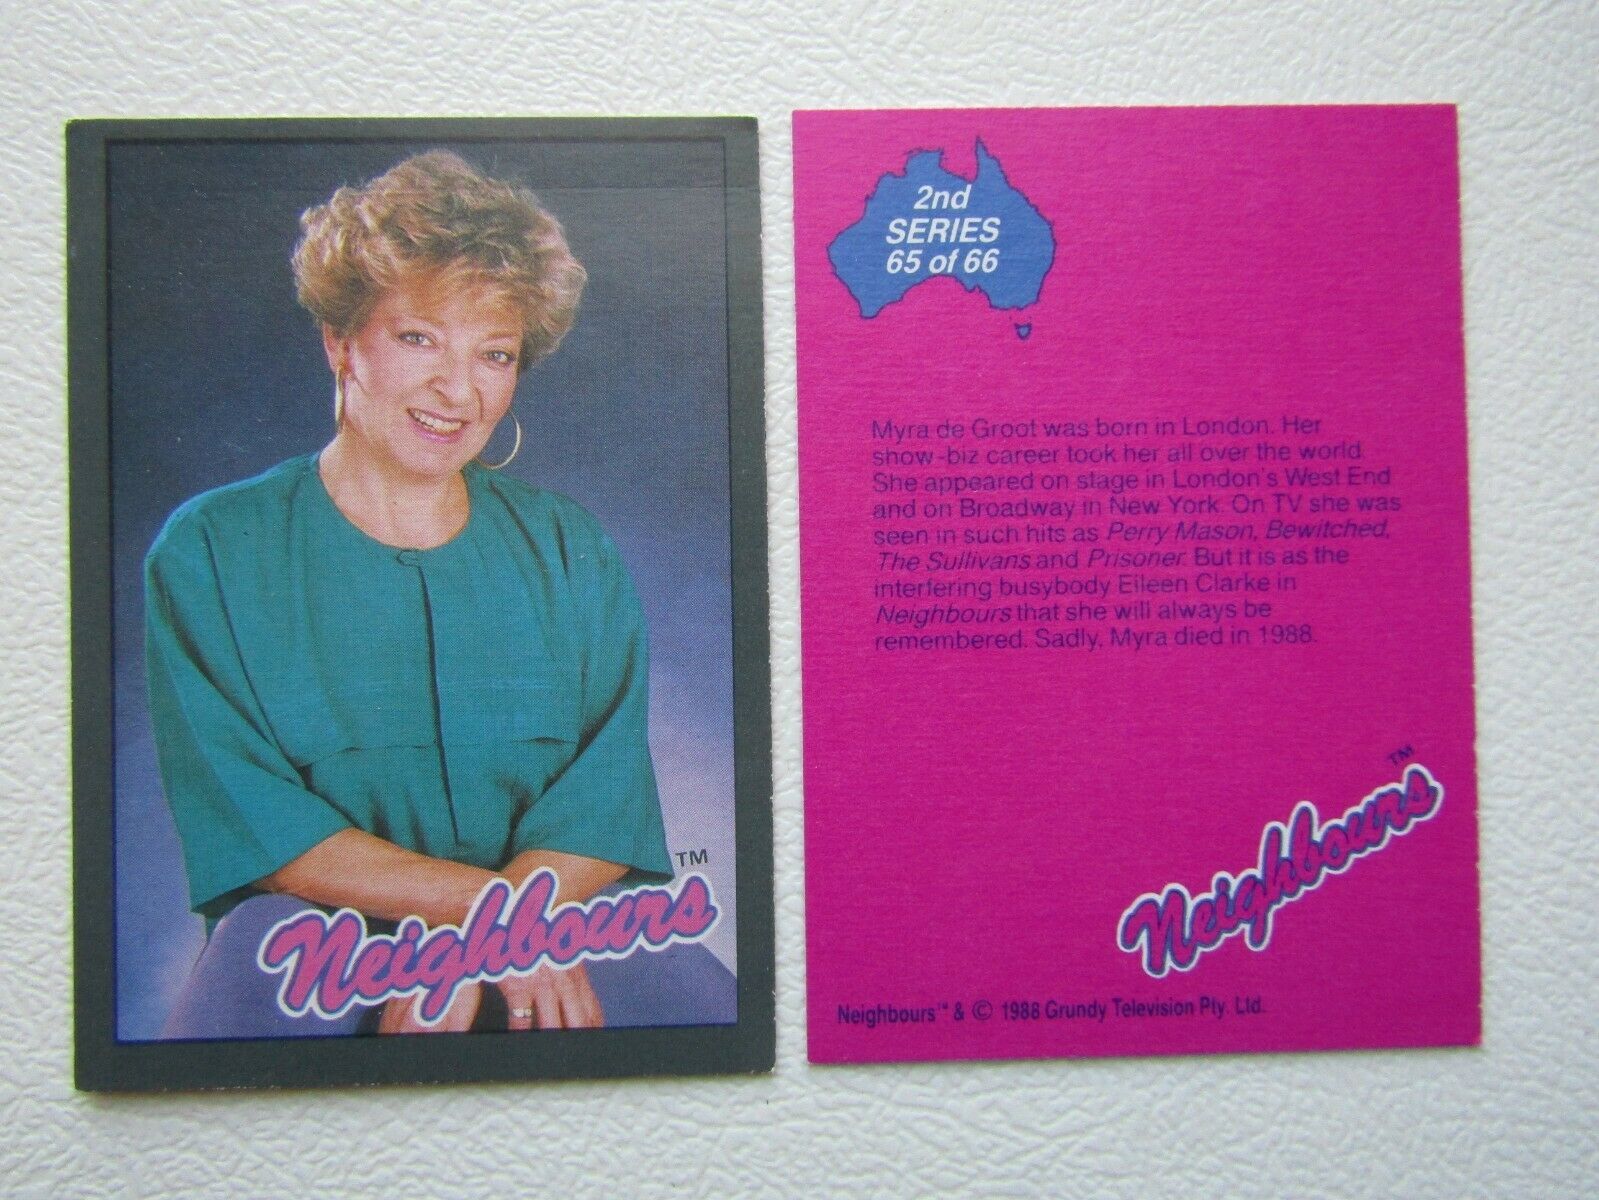 Neighbours™
2nd
SERIES
65 of 66
Myra de Groot was born in London. Her
show-biz career took her all over the world
She appeared on stage in London's West End
and on Broadway in New York. On TV she was
seen in such hits as Perry Mason, Bewitched,
The Sullivans and Prisoner. But it is as the
interfering busybody Eileen Clarke in
Neighbours that she will always be
remembered. Sadly, Myra died in 1988.
Neighbours™
Neighbours™ & © 1988 Grundy Television Pty. Ltd.